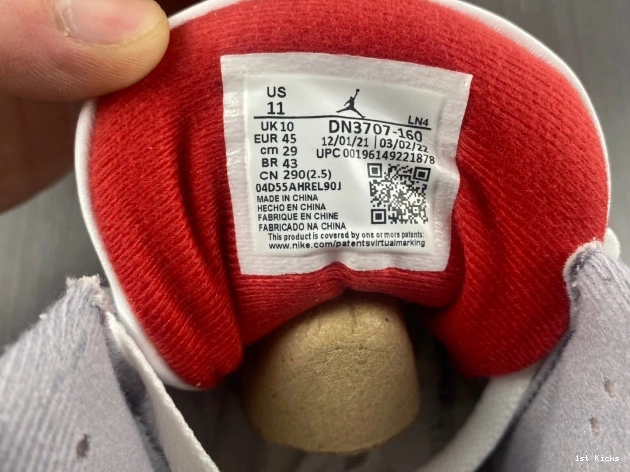 US
11
LN4
UK 10
DN3707-160
EUR 45
12/01/21 | 03/02/22
cm 29
UPC 00196149221878
BR 43
CN 290(2.5)
04D55AHREL90J
MADE IN CHINA
HECHO EN CHINA
FABRIQUE EN CHINE
FABRICADO NA CHINA
This product is covered by one or more patents:
www.nike.com/patentsvirtualmarking
1st Kicks